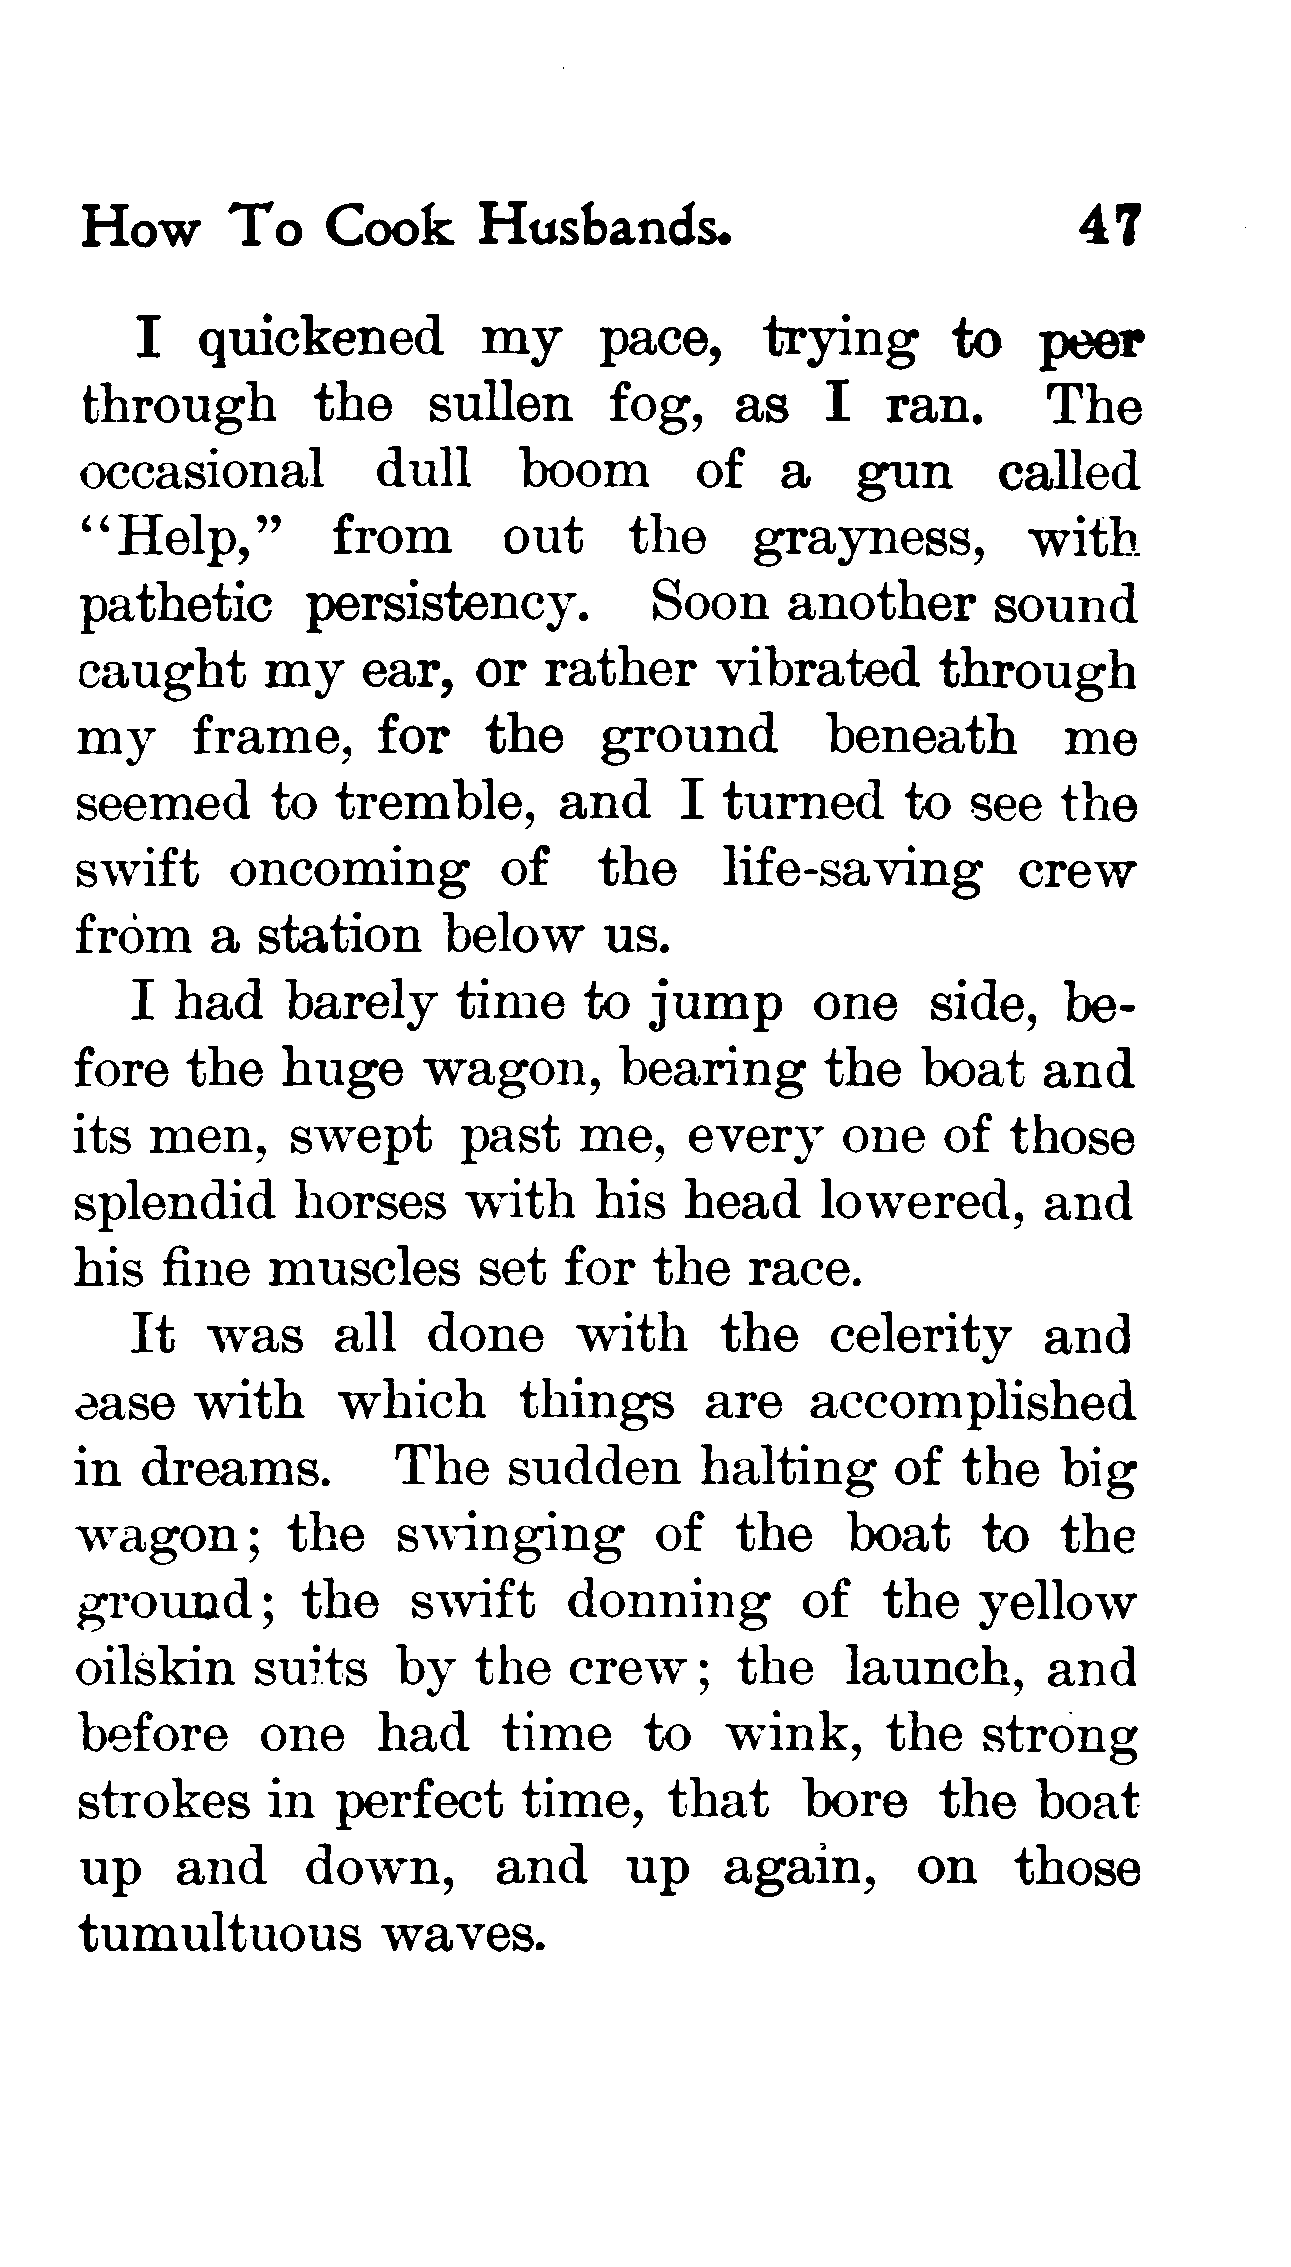 How To Cook Husbands. 47
I quickened my pace, trying to peer
through the sullen fog, as I ran. The
occasional dull boom of a gun called
“Help,” from out the grayness, with
pathetic persistency. Soon another sound
caught my ear, or rather vibrated through
my frame, for the ground beneath me
seemed to tremble, and I turned to see the
swift oncoming of the life-saving crew
from a station below us.
I had barely time to jump one side, be-
fore the huge wagon, bearing the boat and
its men, swept past me, every one of those
splendid horses with his head lowered, and
his fine muscles set for the race.
It was all done with the celerity and
ease with which things are accomplished
in dreams. The sudden halting of the big
wagon; the swinging of the boat to the
ground; the swift donning of the yellow
oilskin suits by the crew; the launch, and
before one had time to wink, the strong
strokes in perfect time, that bore the boat
up and down, and up again, on those
tumultuous waves.